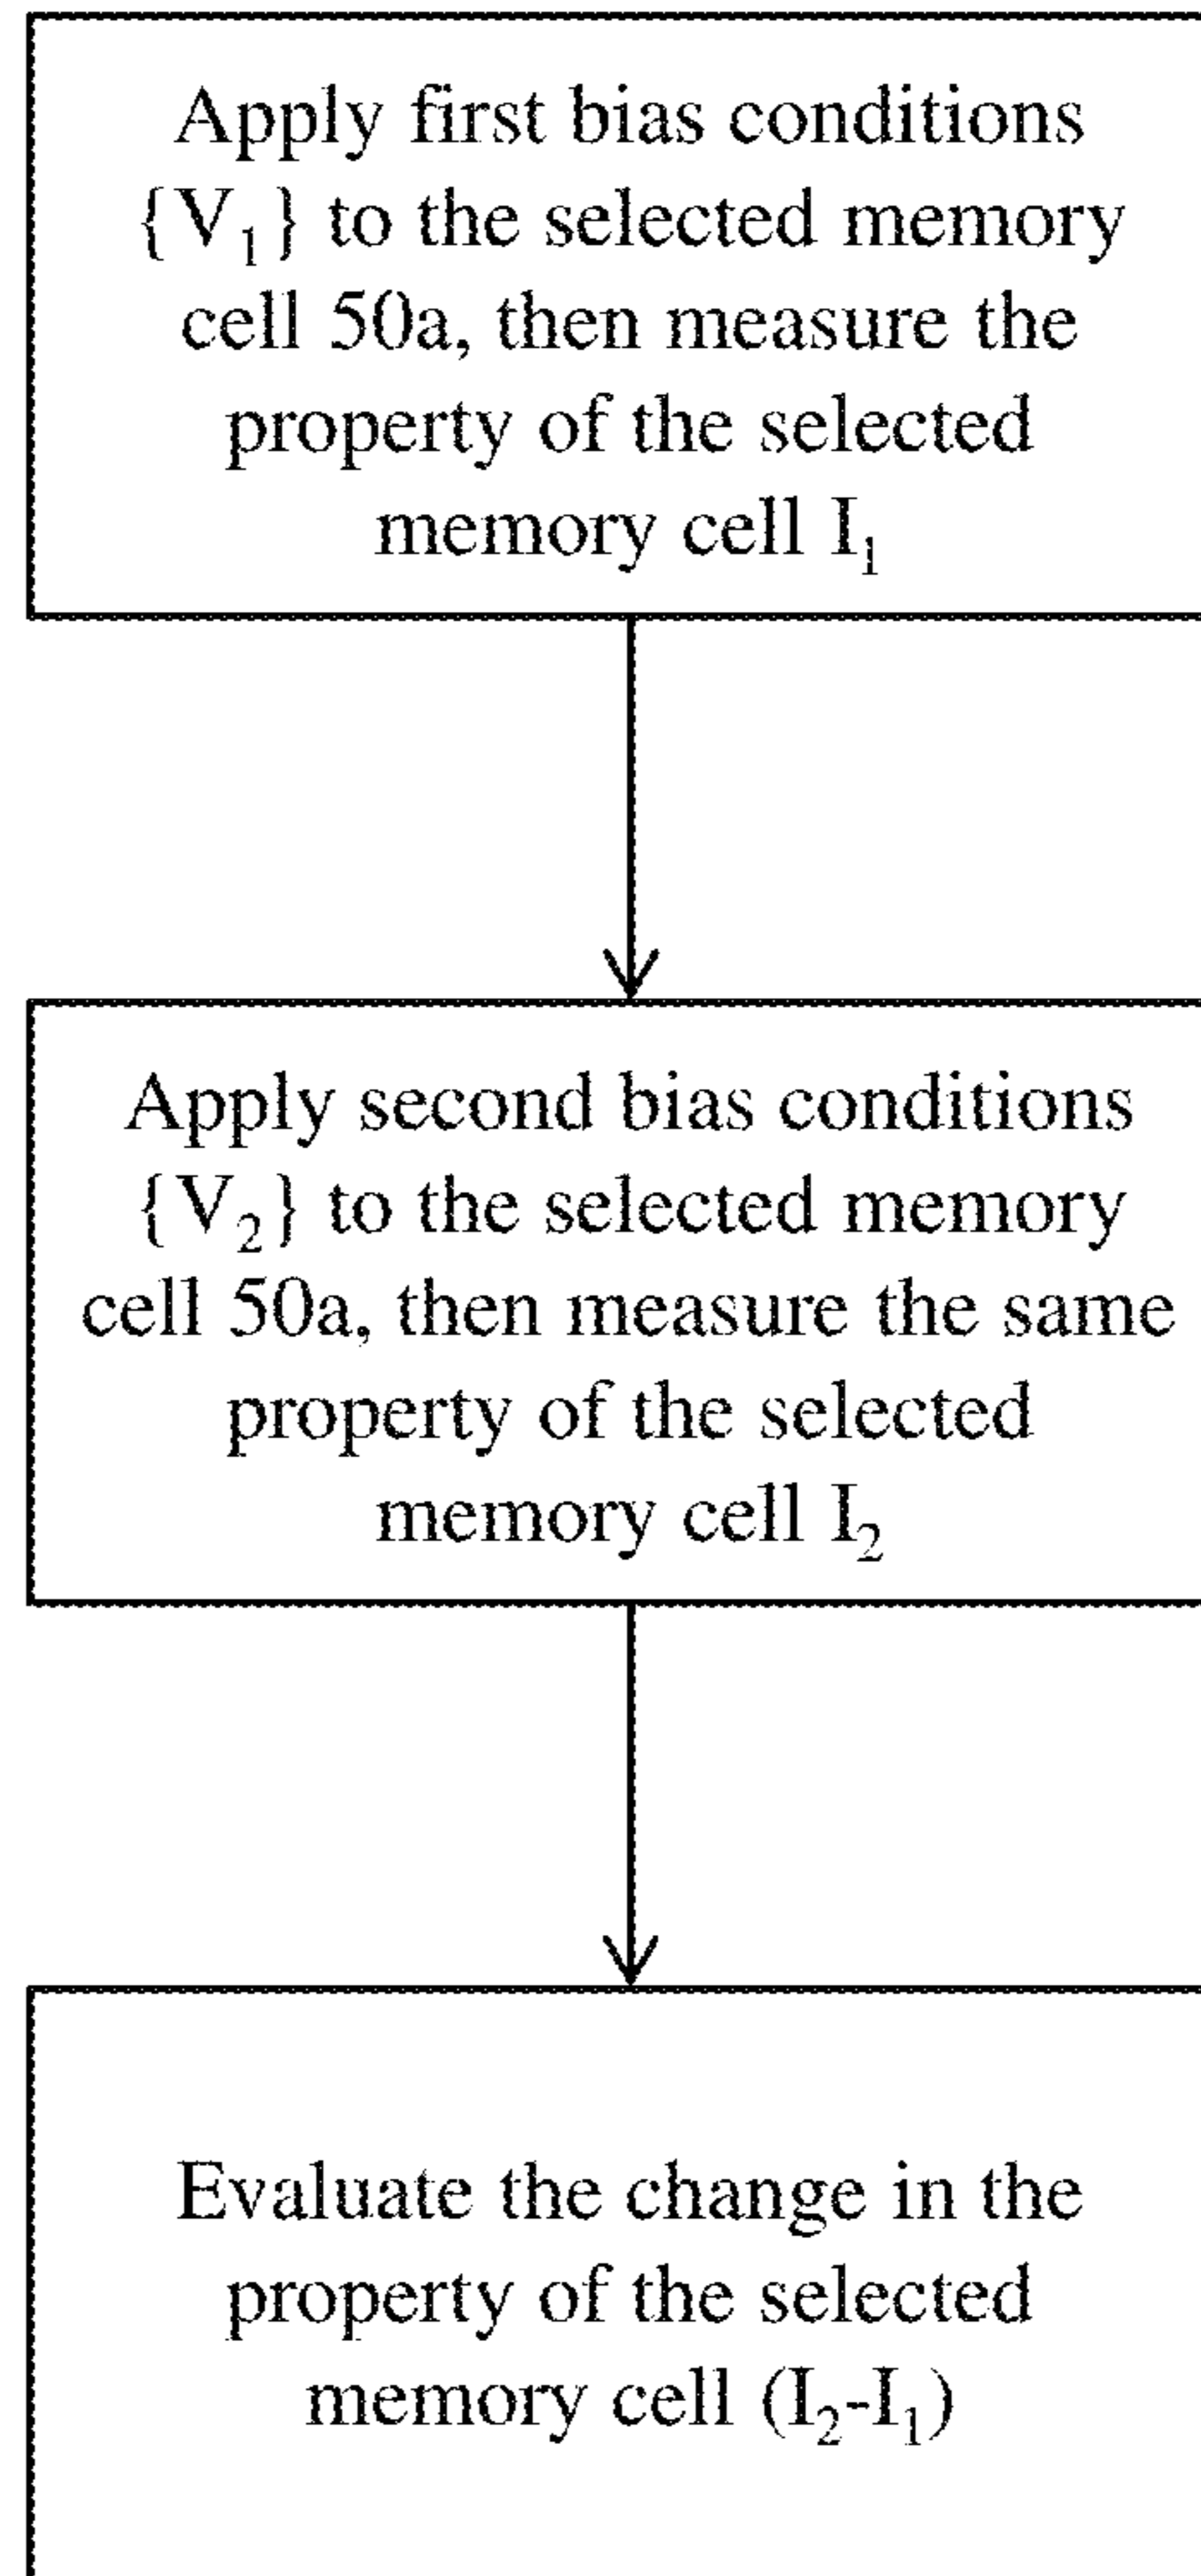 Apply first bias conditions
{V₁} to the selected memory
cell 50a, then measure the
property of the selected
memory cell I₁
Apply second bias conditions
{V₂} to the selected memory
cell 50a, then measure the same
property of the selected
memory cell I₂
Evaluate the change in the
property of the selected
memory cell (I₂-I₁)